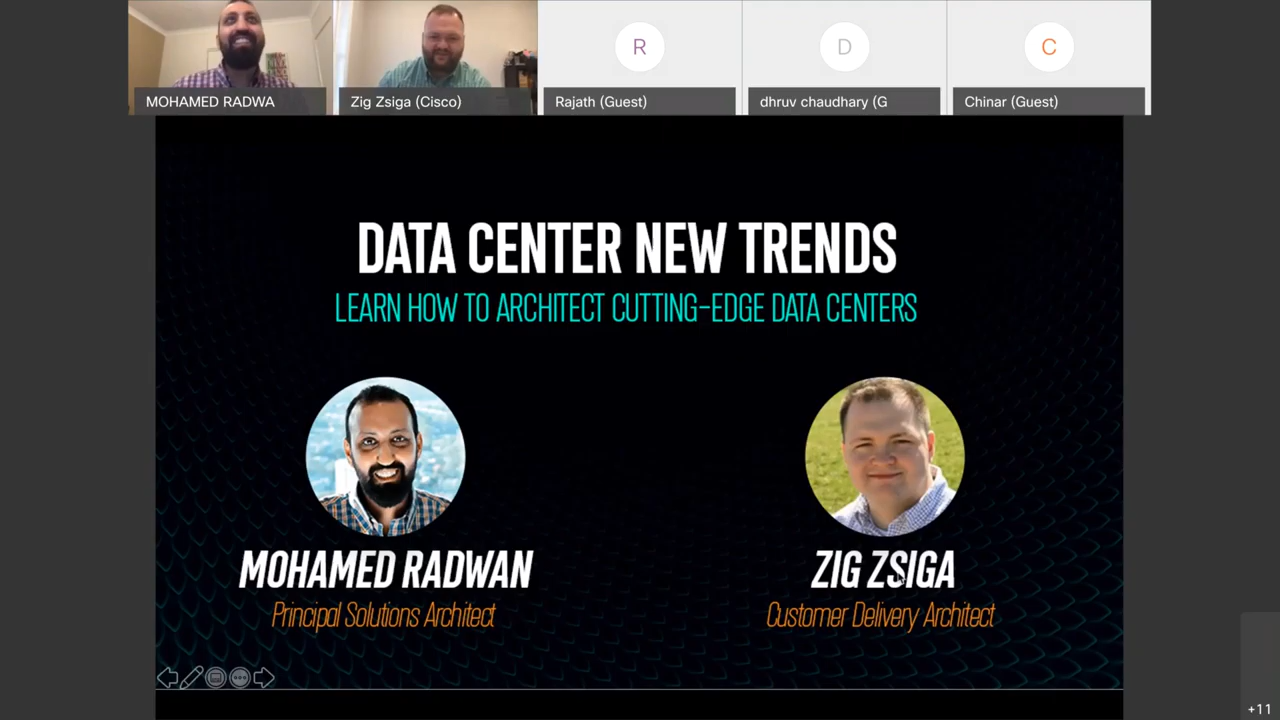 R
D
C
MOHAMED RADWA
Zig Zsiga (Cisco)
Rajath (Guest)
dhruv chaudhary (G
Chinar (Guest)
DATA CENTER NEW TRENDS
LEARN HOW TO ARCHITECT CUTTING-EDGE DATA CENTERS
MOHAMED RADWAN
Principal Solutions Architect
ZIG ZSIGA
Customer Delivery Architect
+11